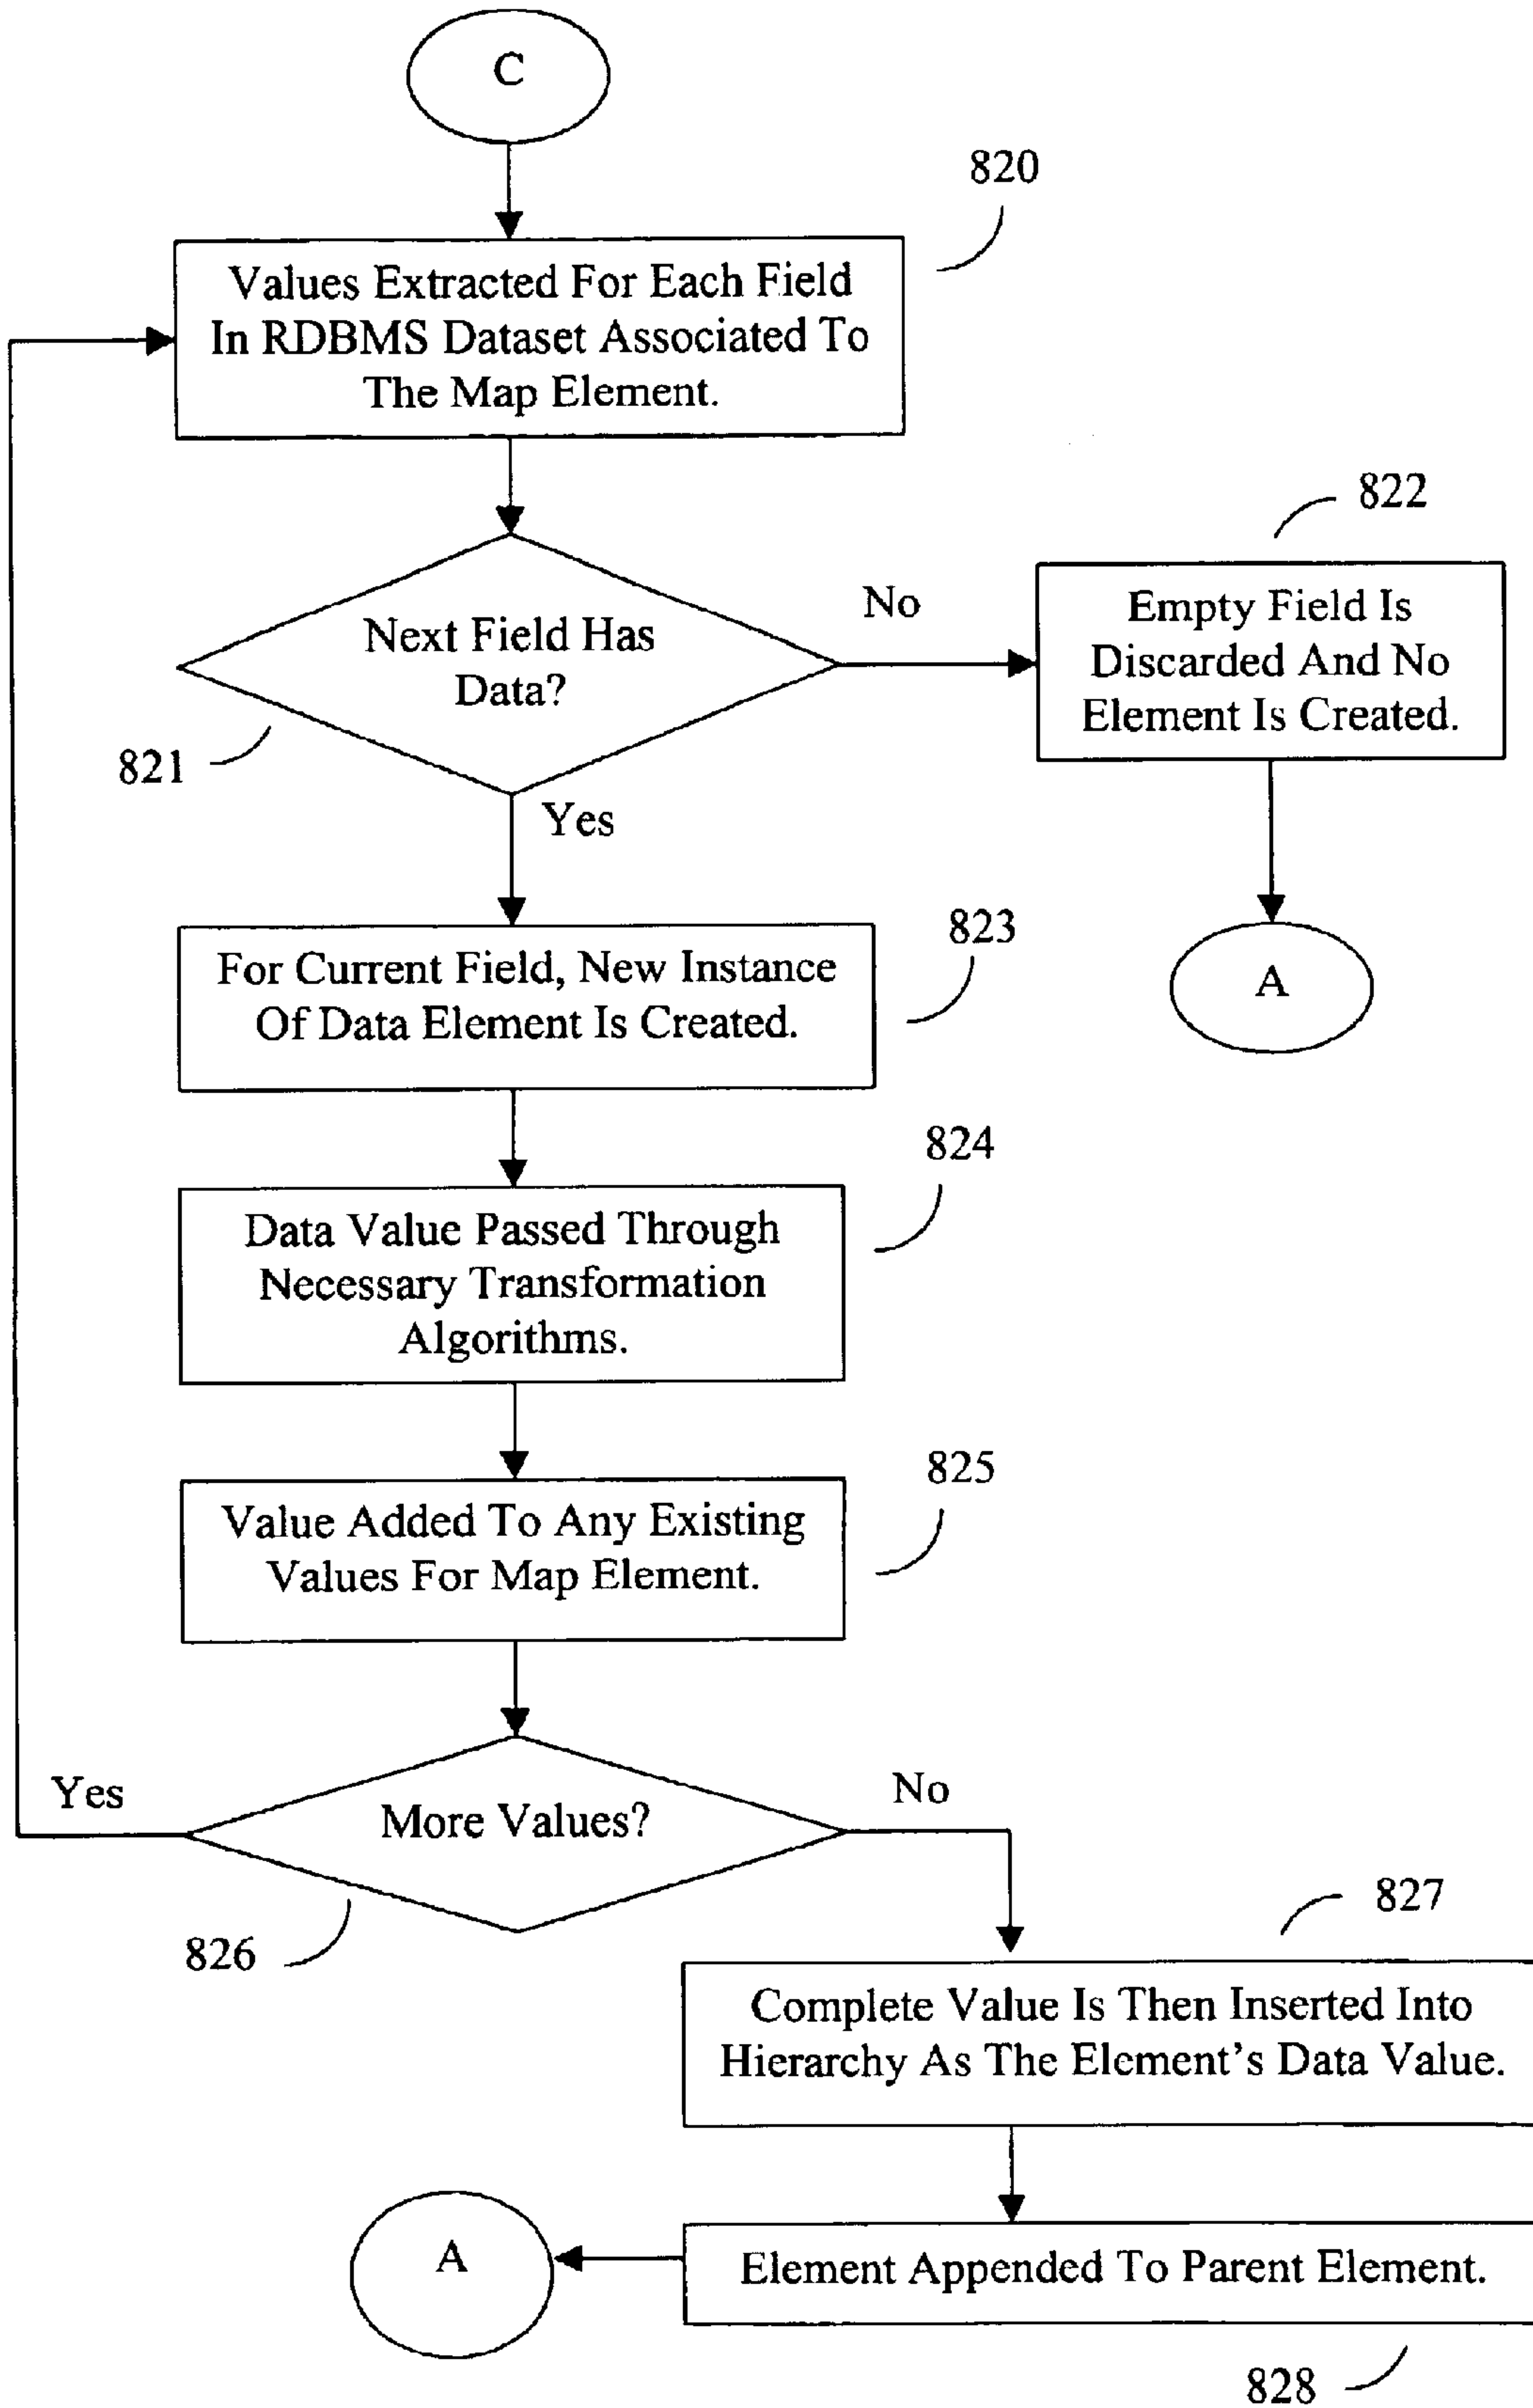 C
820
Values Extracted For Each Field
In RDBMS Dataset Associated To
The Map Element.
822
No
Empty Field Is
Discarded And No
Element Is Created.
Next Field Has
Data?
821
Yes
823
For Current Field, New Instance
Of Data Element Is Created.
A
824
Data Value Passed Through
Necessary Transformation
Algorithms.
825
Value Added To Any Existing
Values For Map Element.
Yes
More Values?
No
826
827
Complete Value Is Then Inserted Into
Hierarchy As The Element's Data Value.
A
Element Appended To Parent Element.
828